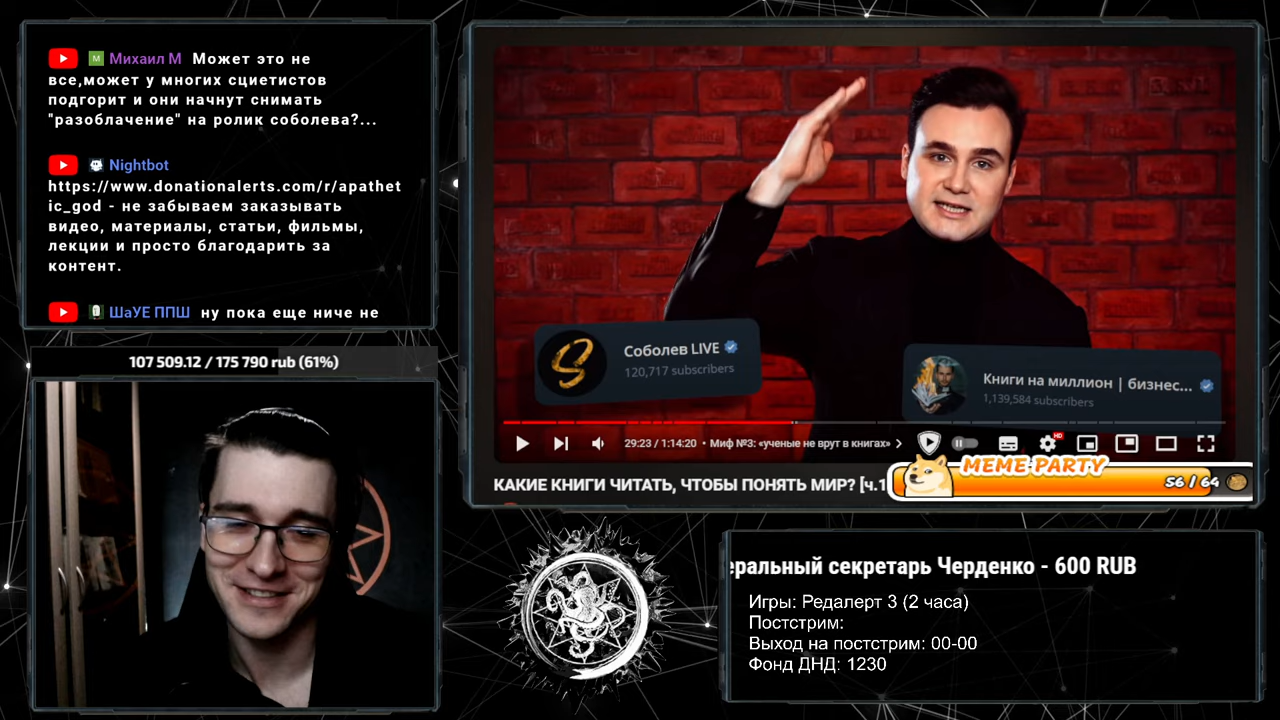 М Михаил М Может это не
все,может у многих сциетистов
подгорит и они начнут снимать
"разоблачение" на ролик соболева?...
Nightbot
https://www.donationalerts.com/r/apathet
ic_god - не забываем заказывать
видео, материалы, статьи, фильмы,
лекции и просто благодарить за
контент.
ШаУЕ ППШ ну пока еще ниче не
107 509.12 / 175 790 rub (61%)
Соболев LIVE
120,717 subscribers
Книги на миллион | бизнес...
1,139,584 subscribers
29:23 / 1:14:20 • Миф №3: «ученые не врут в книгах»
HD
КАКИЕ КНИГИ ЧИТАТЬ, ЧТОБЫ ПОНЯТЬ МИР? [ч.1
MEME PARTY
56 / 64
еральный секретарь Черденко - 600 RUB
Игры: Редалерт 3 (2 часа)
Постстрим:
Выход на постстрим: 00-00
Фонд ДНД: 1230